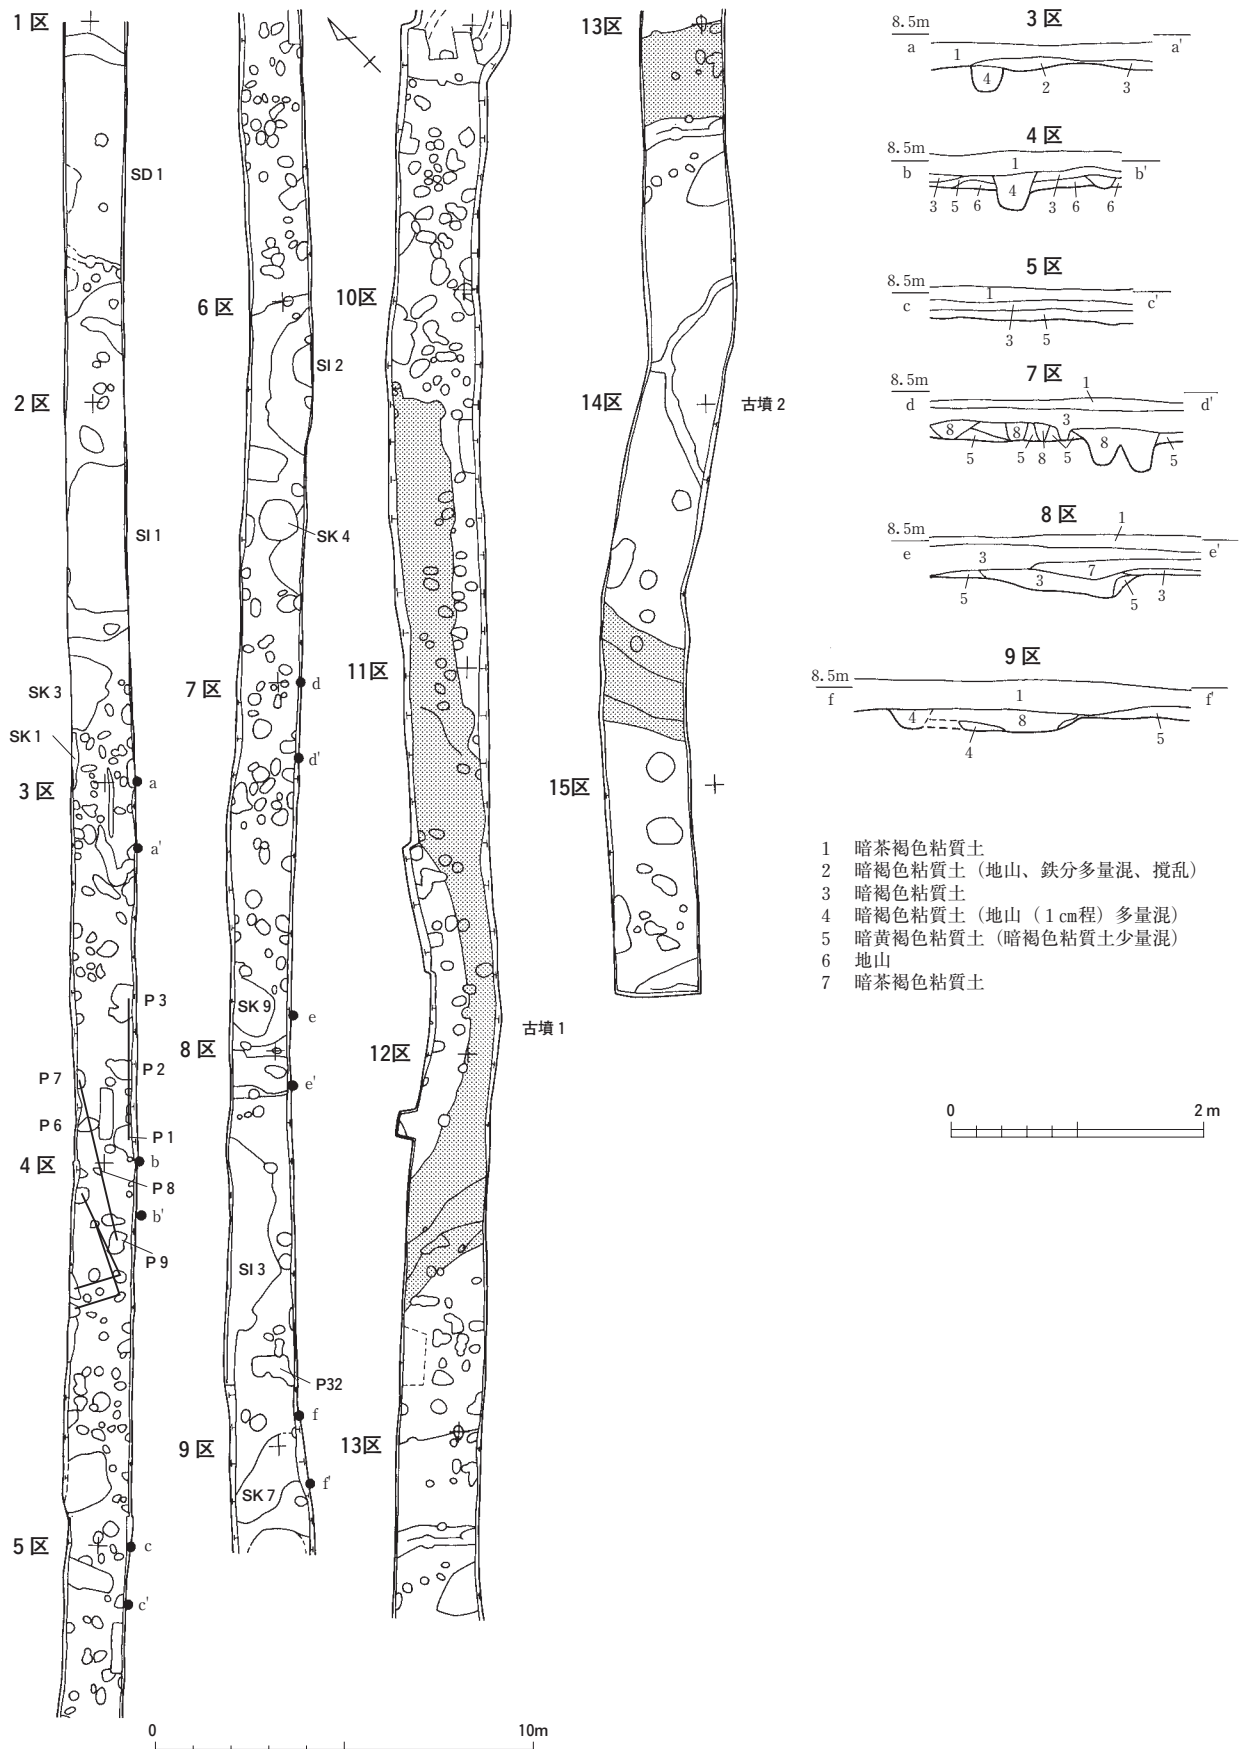 1区
SD 1
2区
SI 1
SK 3
SK 1
3区
a
a'
P 3
P 2
P 7
P 6
P 1
4区
b
P 8
b'
P 9
5区
c
c'
6区
SI 2
SK 4
7区
d
d'
SK 9
e
8区
e'
SI 3
P32
f
9区
f'
SK 7
10区
11区
12区
古墳 1
13区
13区
14区
古墳 2
15区
0 10m
3区
8.5m
a a'
1
4 2 3
4区
8.5m
b b'
1
4
3 5 6 3 6 6
5区
8.5m
c c'
1
3 5
7区
8.5m
d d'
1
3
8 8 8
5 5 8 5 5
8区
8.5m
e e'
1
3 7
3
5 5 3
9区
8.5m
f f'
1
4 8
4 5
1 暗茶褐色粘質土
2 暗褐色粘質土（地山、鉄分多量混、撹乱）
3 暗褐色粘質土
4 暗褐色粘質土（地山（1㎝程）多量混）
5 暗黄褐色粘質土（暗褐色粘質土少量混）
6 地山
7 暗茶褐色粘質土
0 2 m